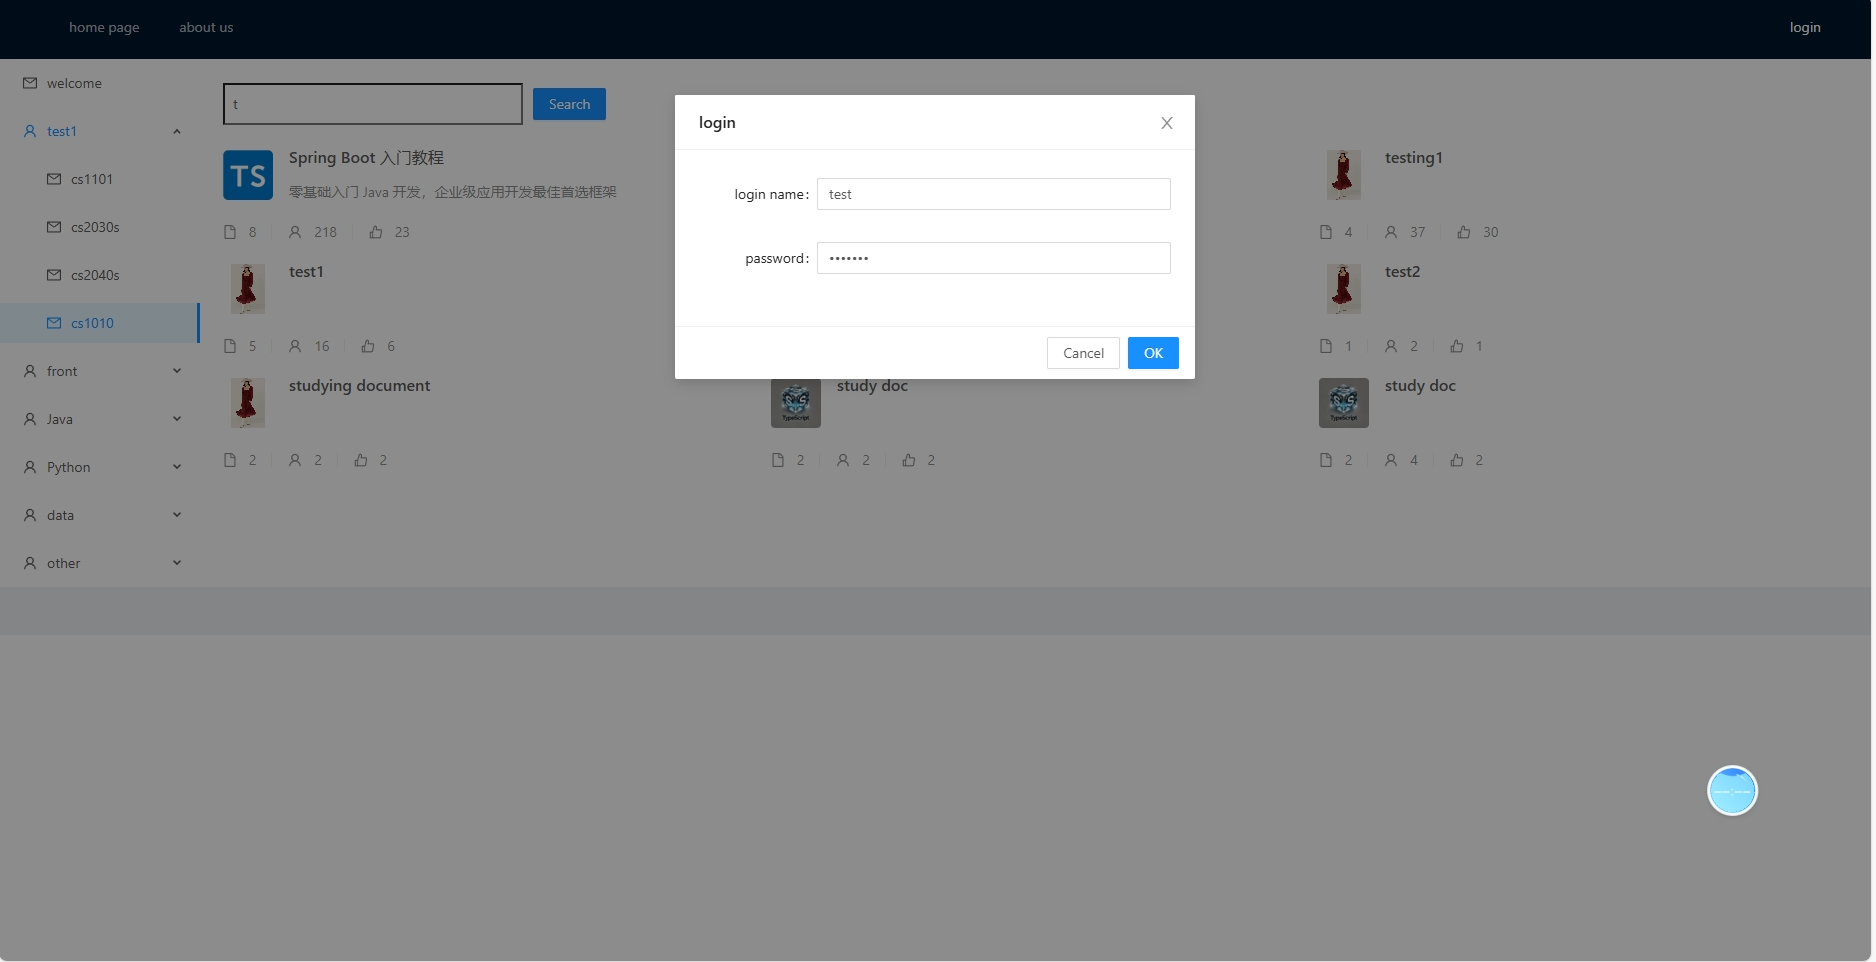 home page about us login
welcome
test1
cs1101
cs2030s
cs2040s
cs1010
front
Java
Python
data
other
t Search
TS Spring Boot 入门教程
零基础入门 Java 开发，企业级应用开发最佳首选框架
8 218 23
testing1
4 37 30
test1
5 16 6
test2
1 2 1
studying document
2 2 2
study doc
TypeScript
2 2 2
study doc
TypeScript
2 4 2
login
login name: test
password: •••••••
Cancel OK
--:--